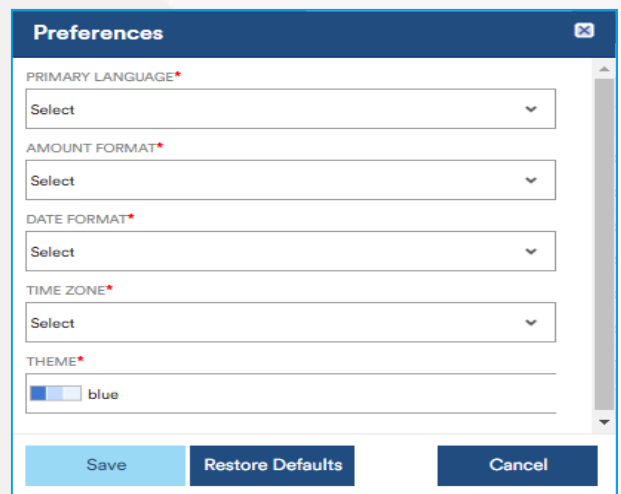 Preferences
PRIMARY LANGUAGE*
Select
AMOUNT FORMAT*
Select
DATE FORMAT*
Select
TIME ZONE*
Select
THEME*
blue
Save Restore Defaults Cancel